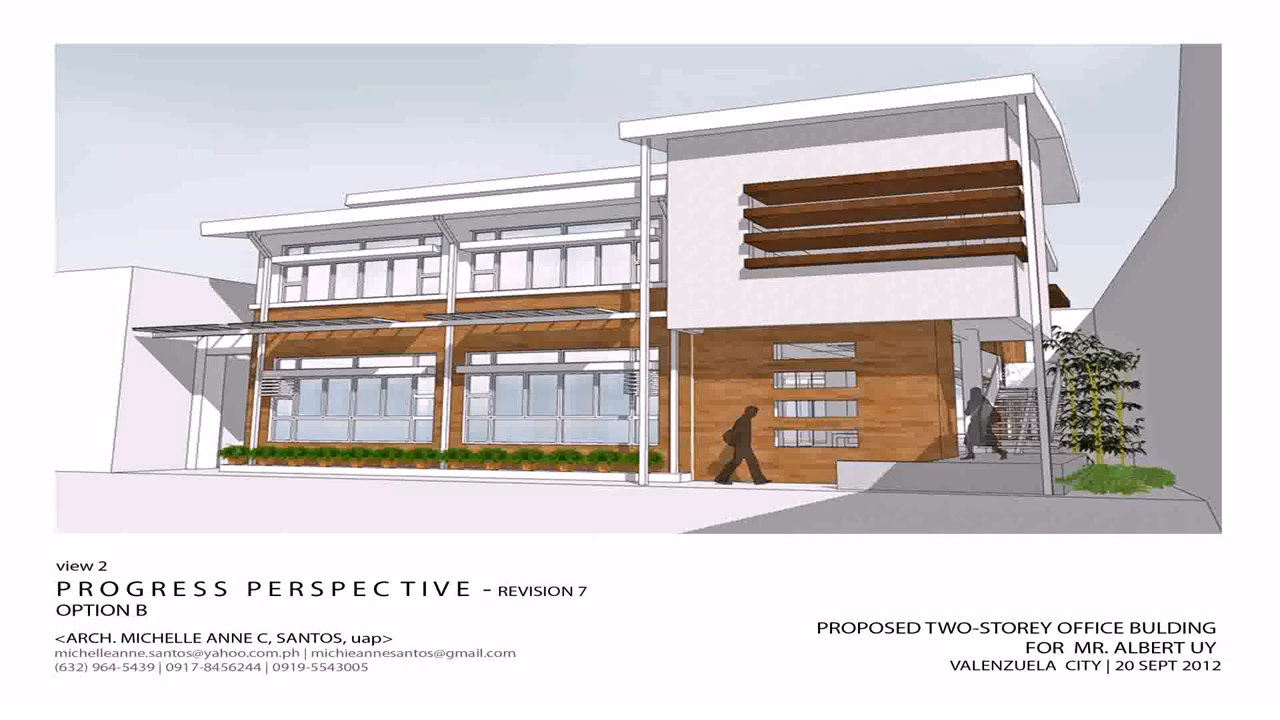 view 2
PROGRESS PERSPECTIVE - REVISION 7
OPTION B
<ARCH. MICHELLE ANNE C, SANTOS, uap>
michelleanne.santos@yahoo.com.ph | michieannesantos@gmail.com
(632) 964-5439 | 0917-8456244 | 0919-5543005
PROPOSED TWO-STOREY OFFICE BULDING
FOR MR. ALBERT UY
VALENZUELA CITY | 20 SEPT 2012